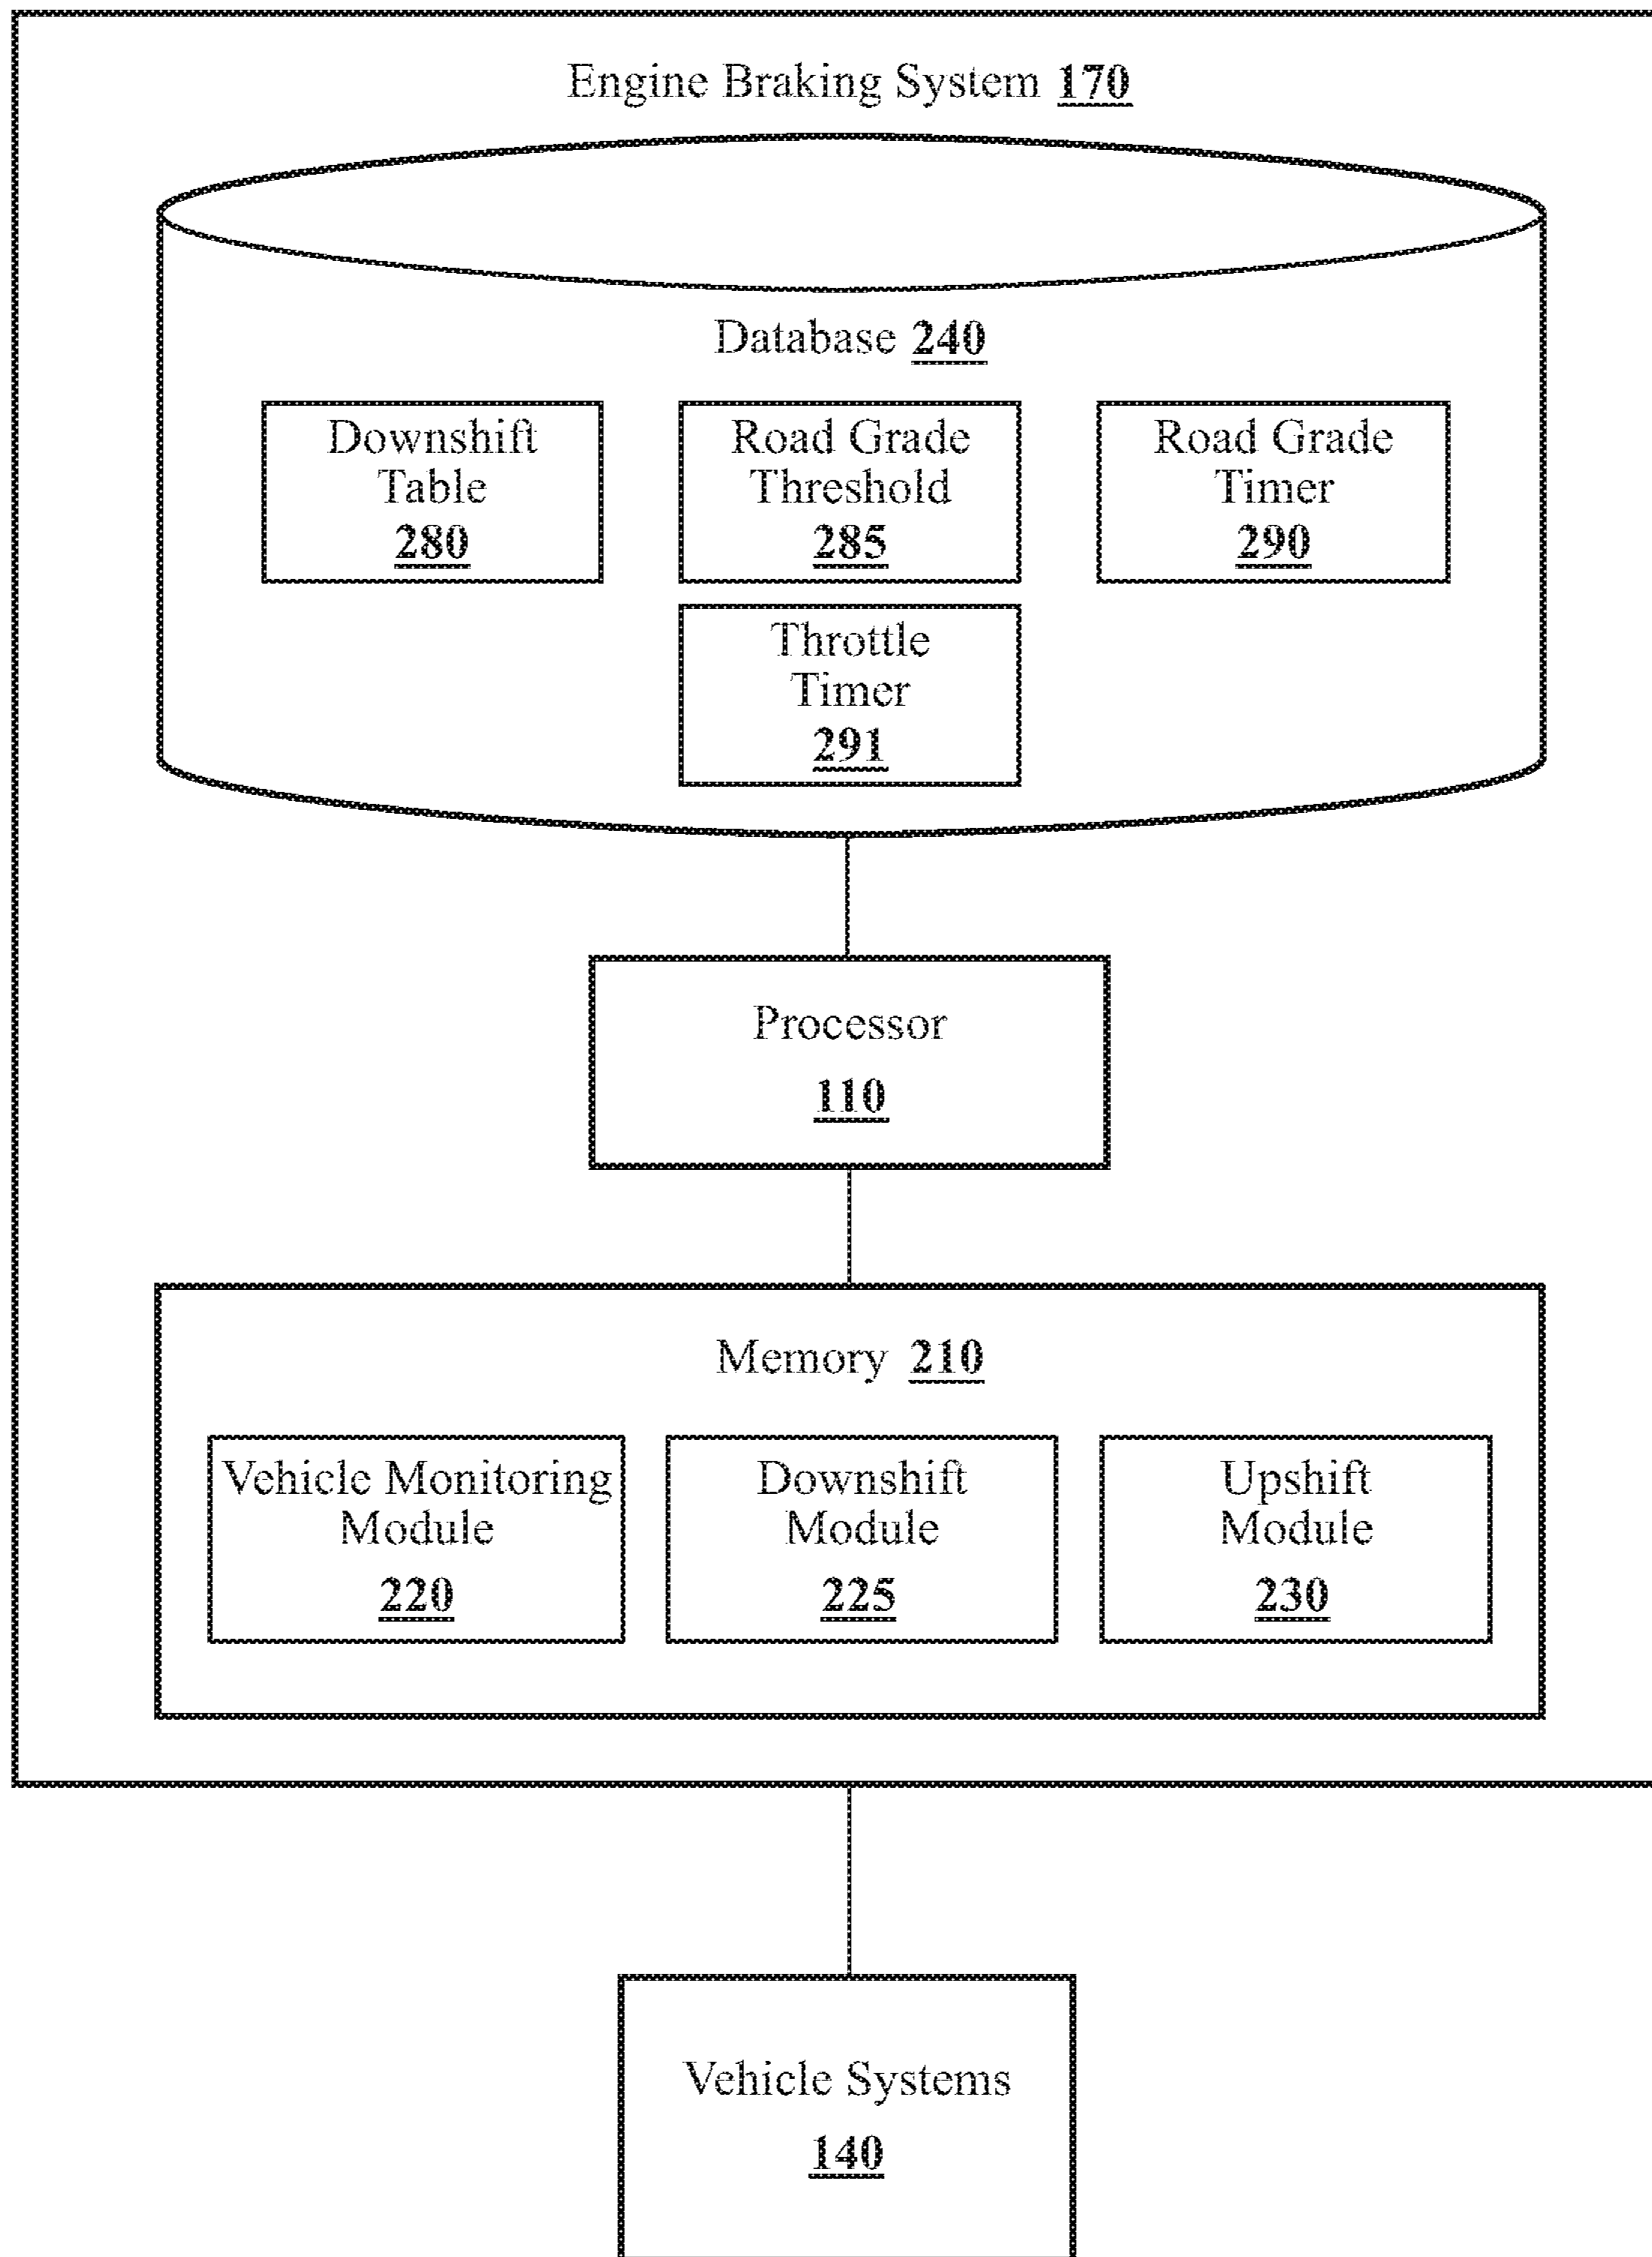 Engine Braking System 170
Database 240
Downshift
Table
280
Road Grade
Threshold
285
Road Grade
Timer
290
Throttle
Timer
291
Processor
110
Memory 210
Vehicle Monitoring
Module
220
Downshift
Module
225
Upshift
Module
230
Vehicle Systems
140